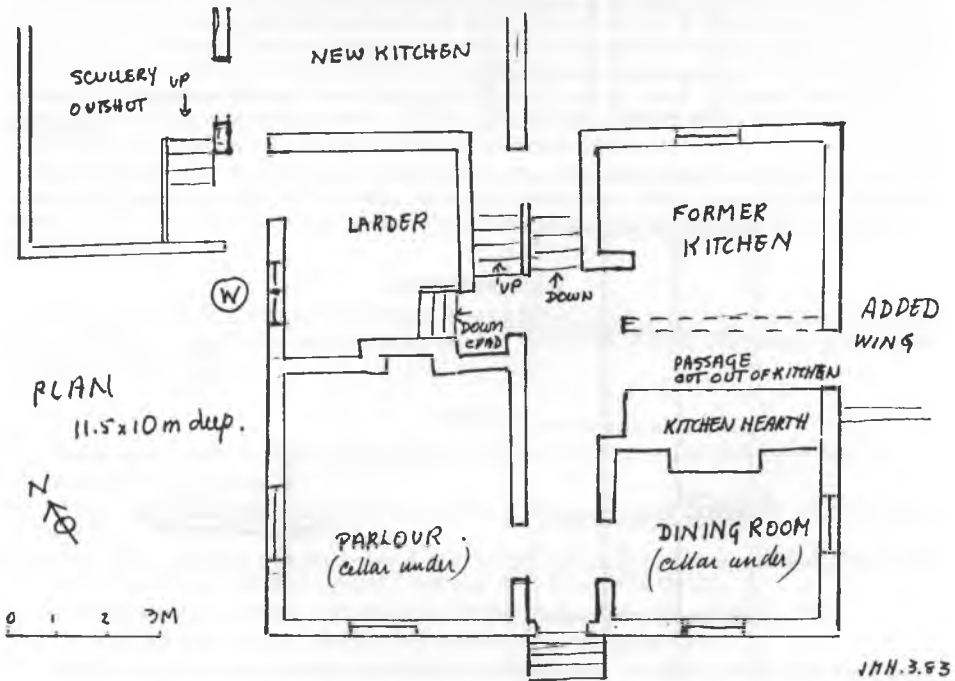 NEW KITCHEN
SCULLERY UP
OUTSHUT
LARDER
FORMER
KITCHEN
UP
DOWN
W
DOWN
ADDED
WING
PASSAGE
CUT OUT OF KITCHEN
PLAN
11.5 x 10 m deep.
KITCHEN HEARTH
N
PARLOUR.
(cellar under)
DINING ROOM
(cellar under)
0 1 2 3M
JMH.3.83